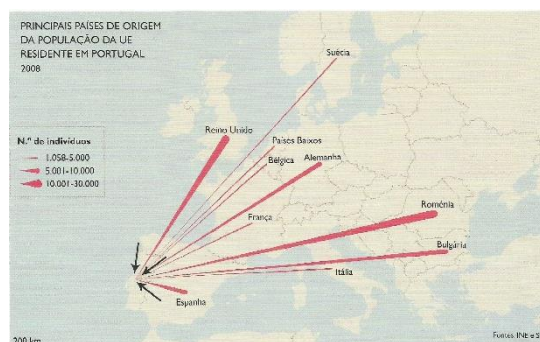 PRINCIPAIS PAÍSES DE ORIGEM
DA POPULAÇÃO DA UE
RESIDENTE EM PORTUGAL
2008
Suécia
N.º de indivíduos
1.058-5.000
5.001-10.000
10.001-30.000
Reino Unido
Países Baixos
Bélgica
Alemanha
França
Roménia
Bulgária
Itália
Espanha
200 km
Fontes: INE e S